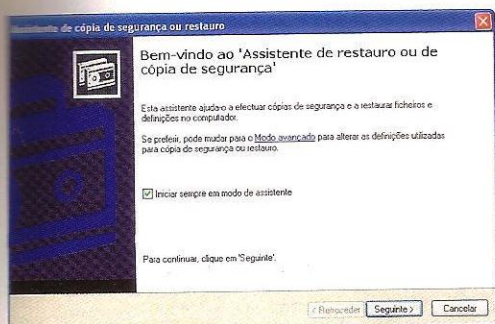 Assistente de cópia de segurança ou restauro
Bem-vindo ao 'Assistente de restauro ou de
cópia de segurança'
Esta assistente ajuda-o a efectuar cópias de segurança e a restaurar ficheiros e
definições no computador.
Se preferir, pode mudar para o Modo avançado para alterar as definições utilizadas
para cópia de segurança ou restauro.
Iniciar sempre em modo de assistente
Para continuar, clique em 'Seguinte'.
< Retroceder Seguinte > Cancelar